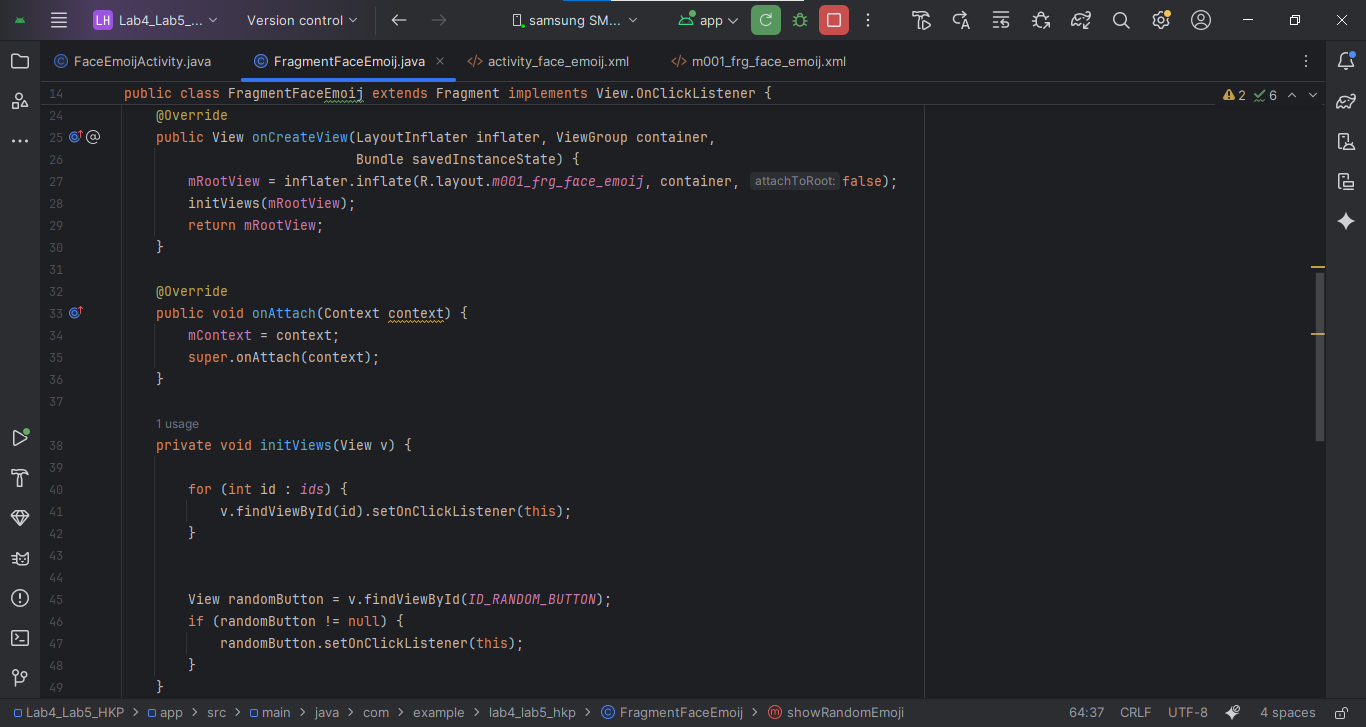 LH Lab4_Lab5_... Version control samsung SM... app
FaceEmoijActivity.java FragmentFaceEmoij.java activity_face_emoij.xml m001_frg_face_emoij.xml
14 public class FragmentFaceEmoij extends Fragment implements View.OnClickListener { 2 6
24 @Override
25 public View onCreateView(LayoutInflater inflater, ViewGroup container,
26 Bundle savedInstanceState) {
27 mRootView = inflater.inflate(R.layout.m001_frg_face_emoij, container, attachToRoot: false);
28 initViews(mRootView);
29 return mRootView;
30 }
31
32 @Override
33 public void onAttach(Context context) {
34 mContext = context;
35 super.onAttach(context);
36 }
37
1 usage
38 private void initViews(View v) {
39
40 for (int id : ids) {
41 v.findViewById(id).setOnClickListener(this);
42 }
43
44
45 View randomButton = v.findViewById(ID_RANDOM_BUTTON);
46 if (randomButton != null) {
47 randomButton.setOnClickListener(this);
48 }
49 }
Lab4_Lab5_HKP > app > src > main > java > com > example > lab4_lab5_hkp > FragmentFaceEmoij > showRandomEmoji 64:37 CRLF UTF-8 4 spaces